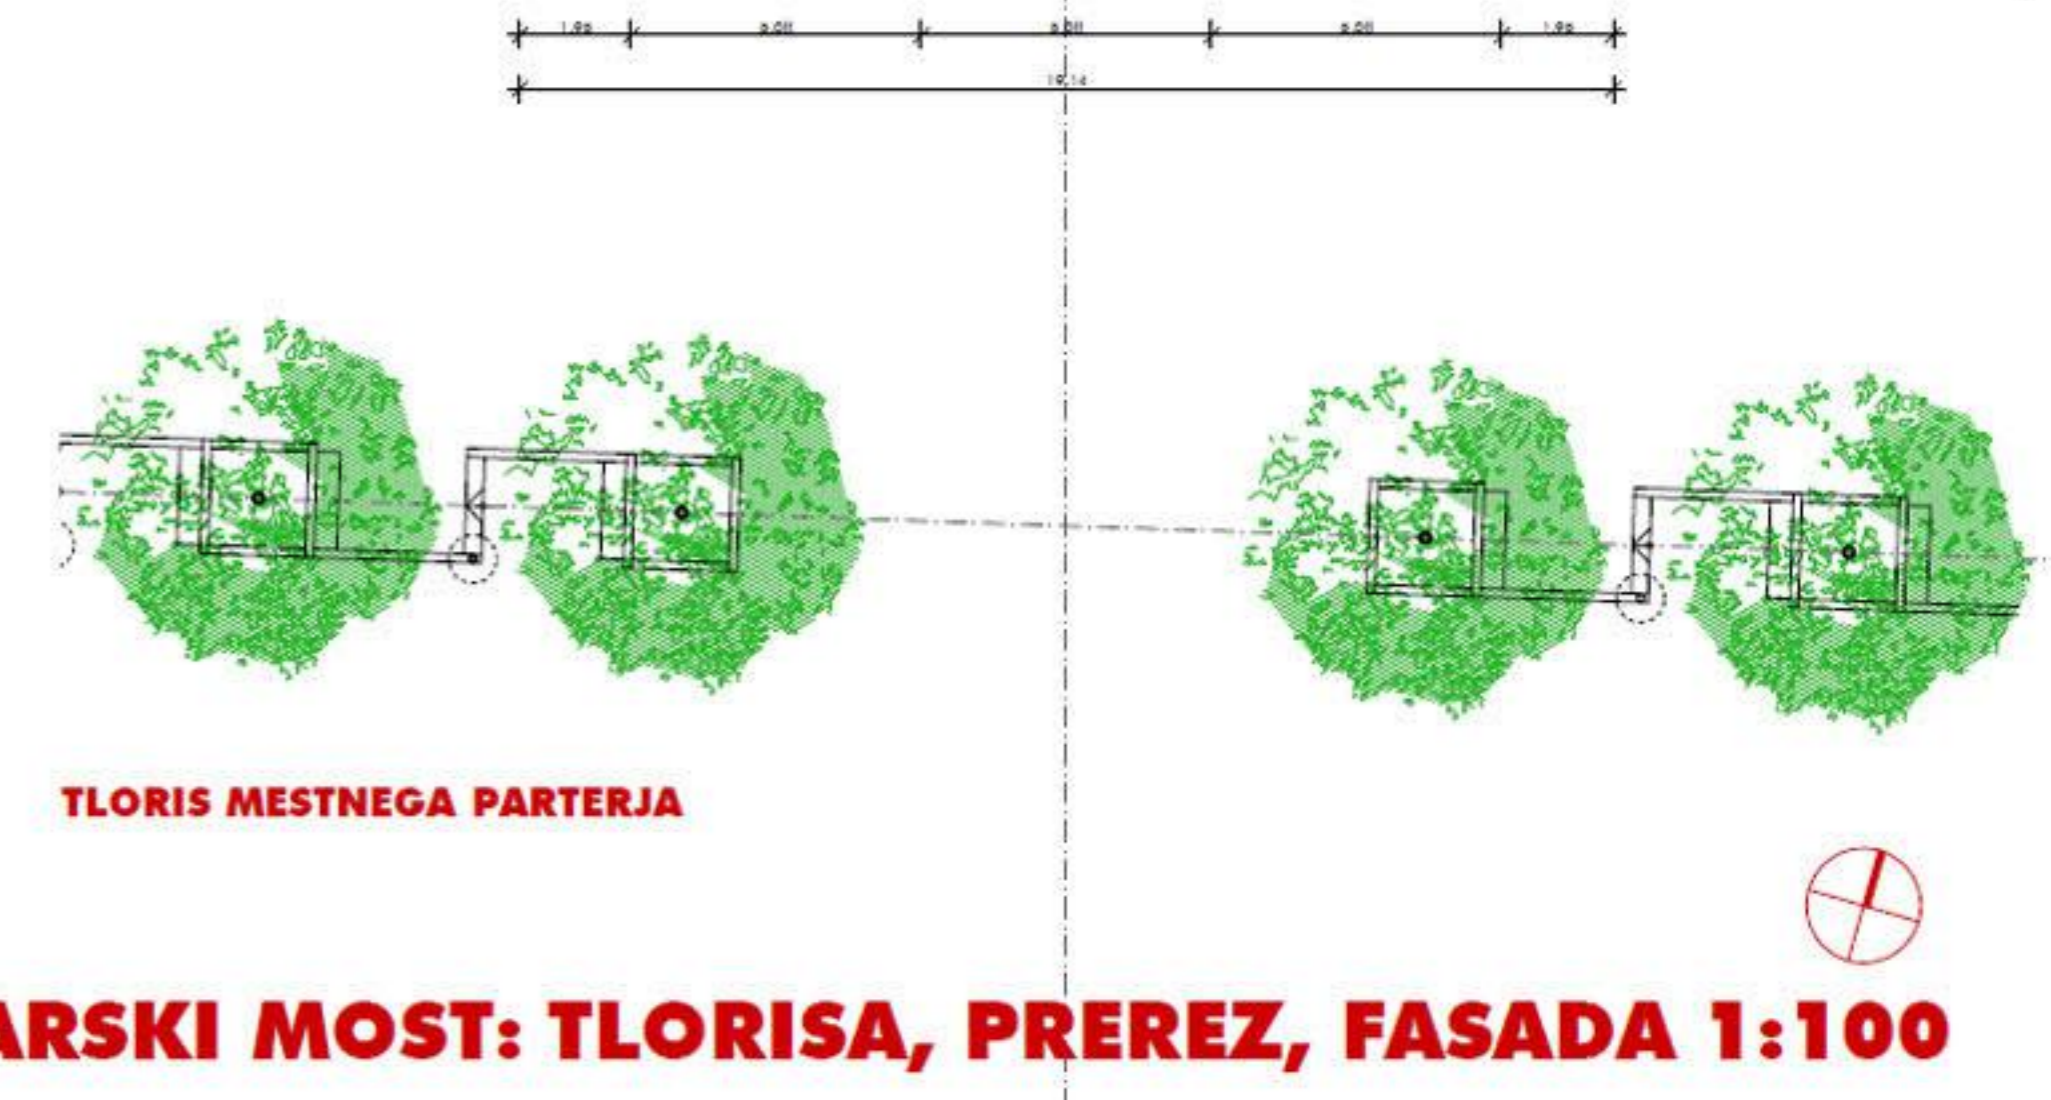 TLORIS MESTNEGA PARTERJA
ARSKI MOST: TLORISA, PREREZ, FASADA 1:100